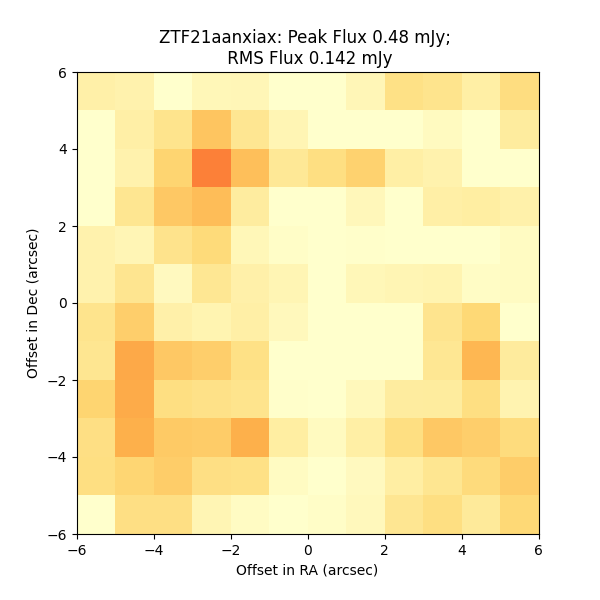 ZTF21aanxiax: Peak Flux 0.48 mJy;
RMS Flux 0.142 mJy
6
4
2
0
−2
−4
−6
Offset in Dec (arcsec)
−6 −4 −2 0 2 4 6
Offset in RA (arcsec)